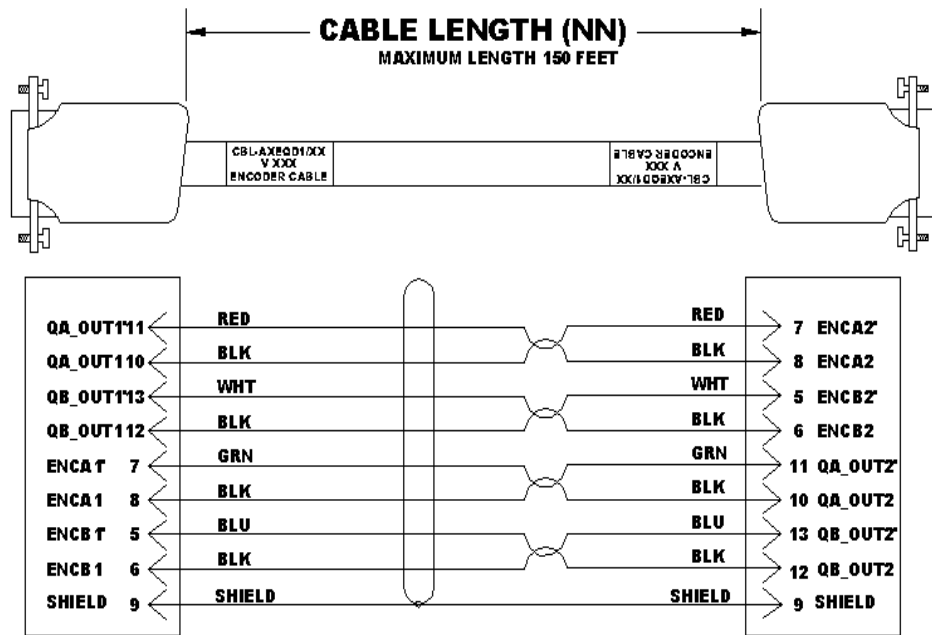 CABLE LENGTH (NN)
MAXIMUM LENGTH 150 FEET
CBL-AXEQD1/XX
V XXX
ENCODER CABLE
CBL-AXEQD1/XX
V XXX
ENCODER CABLE
QA_OUT1'11 RED RED 7 ENCA2'
QA_OUT110 BLK BLK 8 ENCA2
QB_OUT1'13 WHT WHT 5 ENCB2'
QB_OUT112 BLK BLK 6 ENCB2
ENCA1' 7 GRN GRN 11 QA_OUT2'
ENCA1 8 BLK BLK 10 QA_OUT2
ENCB1' 5 BLU BLU 13 QB_OUT2'
ENCB1 6 BLK BLK 12 QB_OUT2
SHIELD 9 SHIELD SHIELD 9 SHIELD